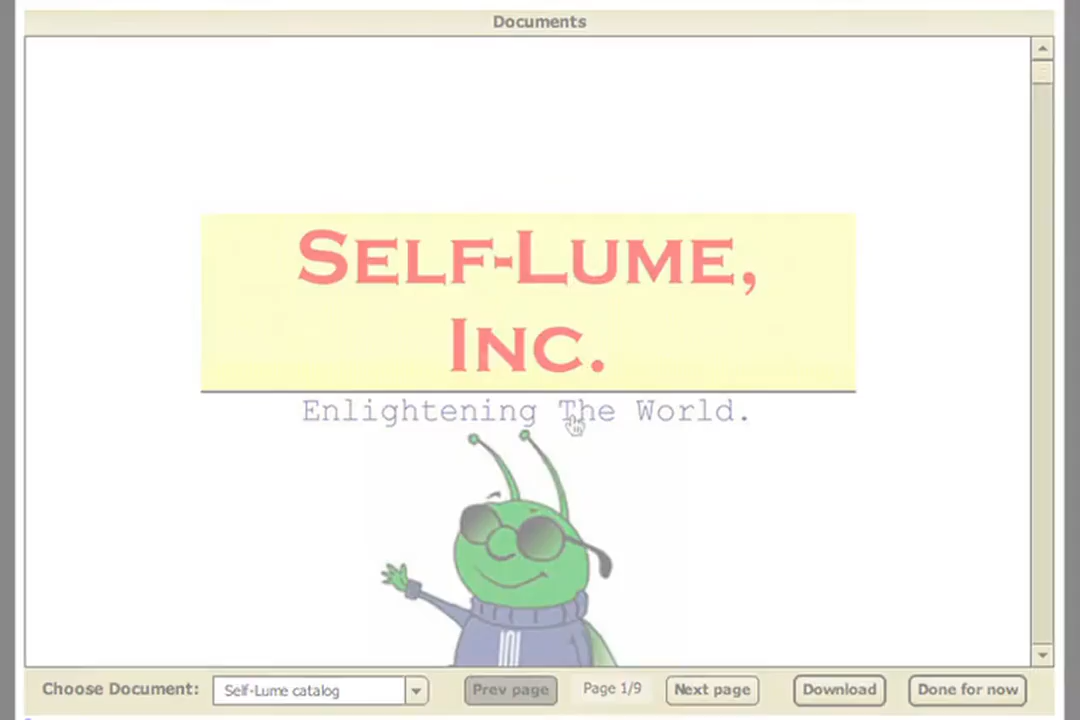 Documents
SELF-LUME,
INC.
Enlightening The World.
Choose Document: Self-Lume catalog Prev page Page 1/9 Next page Download Done for now